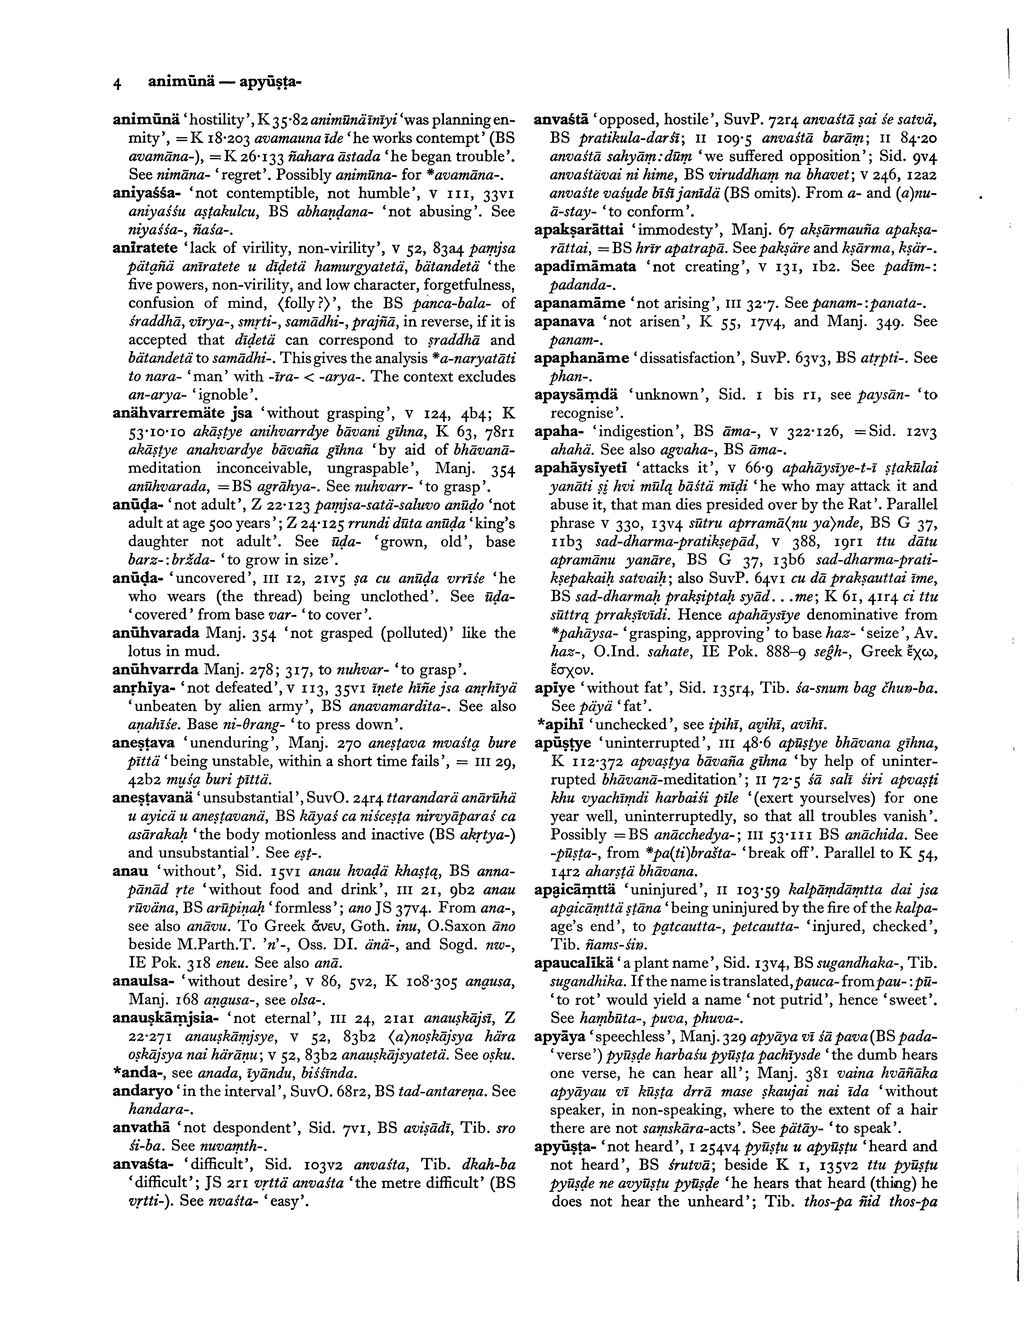 4 animūnä — apyūṣṭa-
animūnä ‘hostility’, K 35·82 animūnäīnīyi ‘was planning en-
mity’, = K 18·203 avamauna īde ‘he works contempt’ (BS
avamāna-), = K 26·133 ñahara āstada ‘he began trouble’.
See nimāna- ‘regret’. Possibly animūna- for *avamāna-.
aniyaśśa- ‘not contemptible, not humble’, V III, 33v1
aniyaśśu aṣṭakulcu, BS abhaṇḍana- ‘not abusing’. See
niyaśśa-, ñaśa-.
anīratete ‘lack of virility, non-virility’, V 52, 83a4 paṃjsa
pātąñä anīratete u dīḍetä hamurgyatetä, bätandetä ‘the
five powers, non-virility, and low character, forgetfulness,
confusion of mind, ⟨folly?⟩’, the BS panca-bala- of
śraddhā, vīrya-, smṛti-, samādhi-, prajñā, in reverse, if it is
accepted that dīḍetä can correspond to śraddhā and
bätandetä to samādhi-. This gives the analysis *a-naryatāti
to nara- ‘man’ with -īra- < -arya-. The context excludes
an-arya- ‘ignoble’.
anähvarremäte jsa ‘without grasping’, V 124, 4b4; K
53·10·10 akāṣṭye anihvarrdye bāvani gīhna, K 63, 78r1
akāṣṭye anahvardye bāvaña gīhna ‘by aid of bhāvanā-
meditation inconceivable, ungraspable’, Manj. 354
anūhvarada, = BS agrāhya-. See nuhvarr- ‘to grasp’.
anūḍa- ‘not adult’, Z 22·123 paṃjsa-satä-saluvo anūḍo ‘not
adult at age 500 years’; Z 24·125 rrundi dūta anūḍa ‘king's
daughter not adult’. See ūḍa- ‘grown, old’, base
barz-: bržda- ‘to grow in size’.
anūḍa- ‘uncovered’, III 12, 21v5 ṣa cu anūḍa vrrīśe ‘he
who wears (the thread) being unclothed’. See ūḍa-
‘covered’ from base var- ‘to cover’.
anūhvarada Manj. 354 ‘not grasped (polluted)’ like the
lotus in mud.
anūhvarrda Manj. 278; 317, to nuhvar- ‘to grasp’.
anṛhīya- ‘not defeated’, V 113, 35v1 īṇete hīñe jsa anṛhīyä
‘unbeaten by alien army’, BS anavamardita-. See also
aṇahīśe. Base ni-θrang- ‘to press down’.
aneṣṭava ‘unenduring’, Manj. 270 aneṣṭava mvaśtą bure
pīttä ‘being unstable, within a short time fails’, = III 29,
42b2 mụśą buri pīttä.
aneṣṭavanä ‘unsubstantial’, SuvO. 24r4 ttarandarä anārūhä
u ayicä u aneṣṭavanä, BS kāyaś ca niśceṣṭa nirvyāparaś ca
asārakaḥ ‘the body motionless and inactive (BS akṛtya-)
and unsubstantial’. See eṣṭ-.
anau ‘without’, Sid. 15v1 anau hvaḍä khaṣṭą, BS anna-
pānād ṛte ‘without food and drink’, III 21, 9b2 anau
rūväna, BS arūpiṇaḥ ‘formless’; ano JS 37v4. From ana-,
see also anāvu. To Greek ἄνευ, Goth. inu, O.Saxon āno
beside M.Parth.T. ’n’-, Oss. DI. änä-, and Sogd. nw-,
IE Pok. 318 eneu. See also anā.
anaulsa- ‘without desire’, V 86, 5v2, K 108·305 aṇạusa,
Manj. 168 aṇạusa-, see olsa-.
anauṣkāṃjsia- ‘not eternal’, III 24, 21a1 anauṣkājsī, Z
22·271 anauṣkāṃjsye, V 52, 83b2 ⟨a⟩noṣkājsya hära
oṣkājsya nai härāṇu; V 52, 83b2 anauṣkājsyatetä. See oṣku.
*anda-, see anada, īyāndu, biśśīnda.
andaryo ‘in the interval’, SuvO. 68r2, BS tad-antareṇa. See
handara-.
anvathā ‘not despondent’, Sid. 7v1, BS aviṣādī, Tib. sro
śi-ba. See nuvaṃth-.
anvaśta- ‘difficult’, Sid. 103v2 anvaśta, Tib. dkah-ba
‘difficult’; JS 2r1 vṛttä anvaśta ‘the metre difficult’ (BS
vṛtti-). See nvaśta- ‘easy’.
anvaśtā ‘opposed, hostile’, SuvP. 72r4 anvaśtā ṣai śe satvā,
BS pratikula-darśī; II 109·5 anvaśtā barāṃ; II 84·20
anvaśtā sahyāṃ:dūṃ ‘we suffered opposition’; Sid. 9v4
anvaśtāvai ni hime, BS viruddhaṃ na bhavet; V 246, 12a2
anvaśte vaṣụde bīśī janīdä (BS omits). From a- and (a)nu-
ā-stay- ‘to conform’.
apakṣarāttai ‘immodesty’, Manj. 67 akṣārmauña apakṣa-
rāttai, = BS hrīr apatrapā. See pakṣäre and kṣārma, kṣär-.
apadīmāmata ‘not creating’, V 131, 1b2. See padīm-:
padanda-.
apanamāme ‘not arising’, III 32·7. See panam-: panata-.
apanava ‘not arisen’, K 55, 17v4, and Manj. 349. See
panam-.
apaphanāme ‘dissatisfaction’, SuvP. 63v3, BS atṛpti-. See
phan-.
apaysāṃdä ‘unknown’, Sid. 1 bis r1, see paysān- ‘to
recognise’.
apaha- ‘indigestion’, BS āma-, V 322·126, = Sid. 12v3
ahahā. See also agvaha-, BS āma-.
apahāysīyetī ‘attacks it’, V 66·9 apahāysīye-t-ī ṣṭakūlai
yanāti ṣị hvi mūlą bāśtä mīḍi ‘he who may attack it and
abuse it, that man dies presided over by the Rat’. Parallel
phrase V 330, 13v4 sūtru aprramā⟨nu ya⟩nde, BS G 37,
11b3 sad-dharma-pratikṣepād, V 388, 19r1 ttu dātu
apramānu yanāre, BS G 37, 13b6 sad-dharma-prati-
kṣepakaiḥ satvaiḥ; also SuvP. 64v1 cu dā prakṣauttai īme,
BS sad-dharmaḥ prakṣiptaḥ syād...me; K 61, 41r4 ci ttu
sūttrą prrakṣīvīdi. Hence apahāysīye denominative from
*pahāysa- ‘grasping, approving’ to base haz- ‘seize’, Av.
haz-, O.Ind. sahate, IE Pok. 888–9 seĝh-, Greek ἔχω,
ἔσχον.
apīye ‘without fat’, Sid. 135r4, Tib. śa-snum bag čhuṅ-ba.
See pāyä ‘fat’.
*apihī ‘unchecked’, see ipihī, aṿihī, avīhī.
apūṣṭye ‘uninterrupted’, III 48·6 apūṣṭye bhāvana gīhna,
K 112·372 apvaṣṭya bāvaña gīhna ‘by help of uninter-
rupted bhāvanā-meditation’; II 72·5 śā salī śiri apvaṣṭi
khu vyachīṃdi harbaiśi pīle ‘(exert yourselves) for one
year well, uninterruptedly, so that all troubles vanish’.
Possibly = BS anācchedya-; III 53·111 BS anāchida. See
-pūṣṭa-, from *pa(ti)brašta- ‘break off’. Parallel to K 54,
14r2 aharṣṭä bhāvana.
apạicāṃttä ‘uninjured’, II 103·59 kalpāṃdāṃtta dai jsa
apạicāṃttä ṣṭāna ‘being uninjured by the fire of the kalpa-
age's end’, to pạtcautta-, petcautta- ‘injured, checked’,
Tib. ñams-śiṅ.
apaucalīkä ‘a plant name’, Sid. 13v4, BS sugandhaka-, Tib.
sugandhika. If the name is translated, pauca- from pau-: pū-
‘to rot’ would yield a name ‘not putrid’, hence ‘sweet’.
See haṃbūta-, puva, phuva-.
apyāya ‘speechless’, Manj. 329 apyāya vī śā pava (BS pada-
‘verse’) pyūṣḍe harbaśu pyūṣṭa pachīysde ‘the dumb hears
one verse, he can hear all’; Manj. 381 vaina hvāñāka
apyāyau vī kūṣṭa drrā mase ṣkaujai nai īda ‘without
speaker, in non-speaking, where to the extent of a hair
there are not saṃskāra-acts’. See pātāy- ‘to speak’.
apyūṣṭa- ‘not heard’, I 254v4 pyūṣṭu u apyūṣṭu ‘heard and
not heard’, BS śrutvā; beside K 1, 135v2 ttu pyūṣṭu
pyūṣḍe ne avyūṣṭu pyūṣḍe ‘he hears that heard (thing) he
does not hear the unheard’; Tib. thos-pa ñid thos-pa